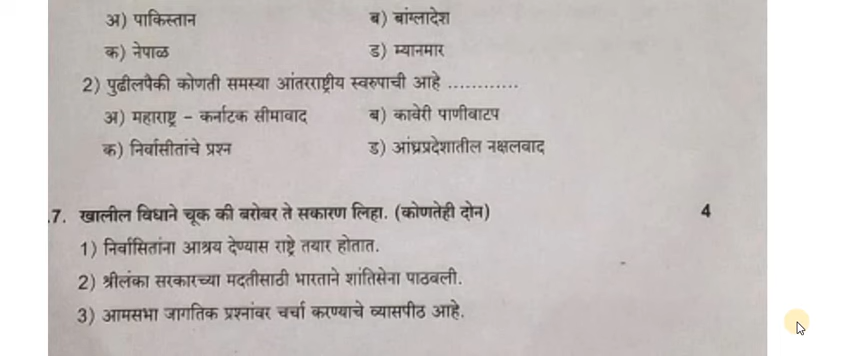 अ) पाकिस्तान ब) बांग्लादेश
क) नेपाळ ड) म्यानमार
2) पुढीलपैकी कोणती समस्या आंतरराष्ट्रीय स्वरुपाची आहे ............
अ) महाराष्ट्र - कर्नाटक सीमावाद ब) कावेरी पाणीवाटप
क) निर्वासीतांचे प्रश्न ड) आंध्रप्रदेशातील नक्षलवाद
.7. खालील विधाने चूक की बरोबर ते सकारण लिहा. (कोणतेही दोन) 4
1) निर्वासितांना आश्रय देण्यास राष्ट्रे तयार होतात.
2) श्रीलंका सरकारच्या मदतीसाठी भारताने शांतिसेना पाठवली.
3) आमसभा जागतिक प्रश्नांवर चर्चा करण्याचे व्यासपीठ आहे.